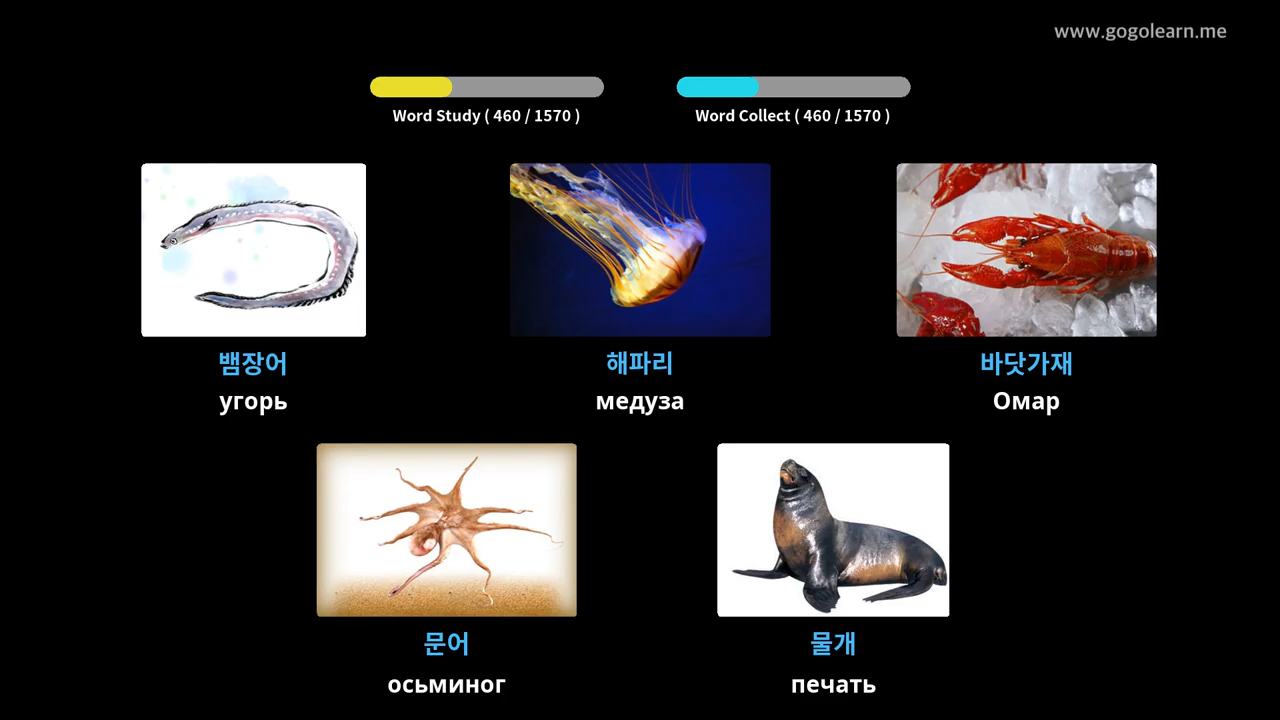 www.gogolearn.me
Word Study ( 460 / 1570 )
Word Collect ( 460 / 1570 )
뱀장어
угорь
해파리
медуза
바닷가재
Омар
문어
осьминог
물개
печать